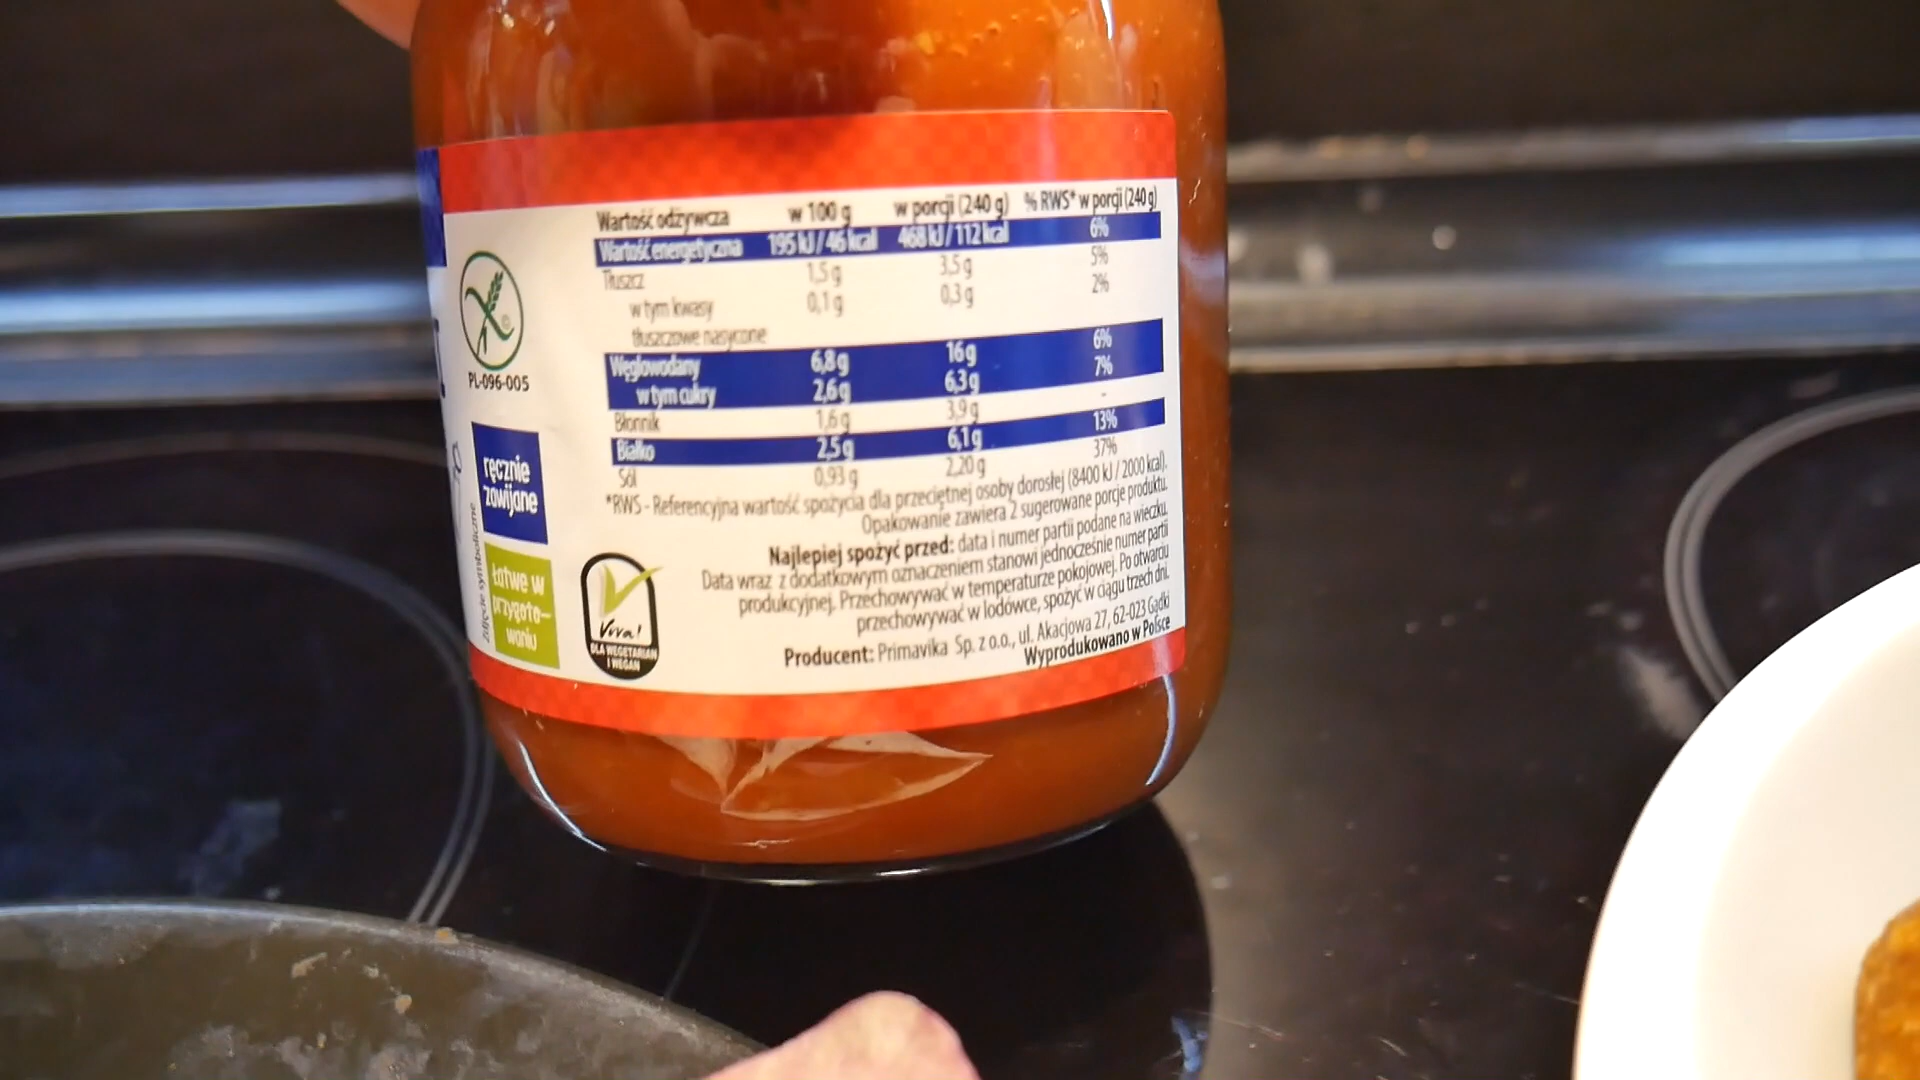 Wartość odżywcza w 100 g w porcji (240 g) % RWS* w porcji (240 g)
Wartość energetyczna 195 kJ / 46 kcal 468 kJ / 112 kcal 6%
Tłuszcz 1,5 g 3,5 g 5%
w tym kwasy 0,1 g 0,3 g 2%
tłuszczowe nasycone
Węglowodany 6,8 g 16 g 6%
w tym cukry 2,6 g 6,3 g 7%
Błonnik 1,6 g 3,9 g -
Białko 2,5 g 6,1 g 13%
Sól 0,93 g 2,20 g 37%
*RWS - Referencyjna wartość spożycia dla przeciętnej osoby dorosłej (8400 kJ / 2000 kcal).
Opakowanie zawiera 2 sugerowane porcje produktu.
Najlepiej spożyć przed: data i numer partii podane na wieczku.
Data wraz z dodatkowym oznaczeniem stanowi jednocześnie numer partii
produkcyjnej. Przechowywać w temperaturze pokojowej. Po otwarciu
przechowywać w lodówce, spożyć w ciągu trzech dni.
Producent: Primavika Sp. z o.o., ul. Akacjowa 27, 62-023 Gądki
Wyprodukowano w Polsce
PL-096-005
ręcznie
zawijane
łatwe w
przygoto-
waniu
Zdjęcie symboliczne
Viva!
DLA WEGETARIAN
I WEGAN